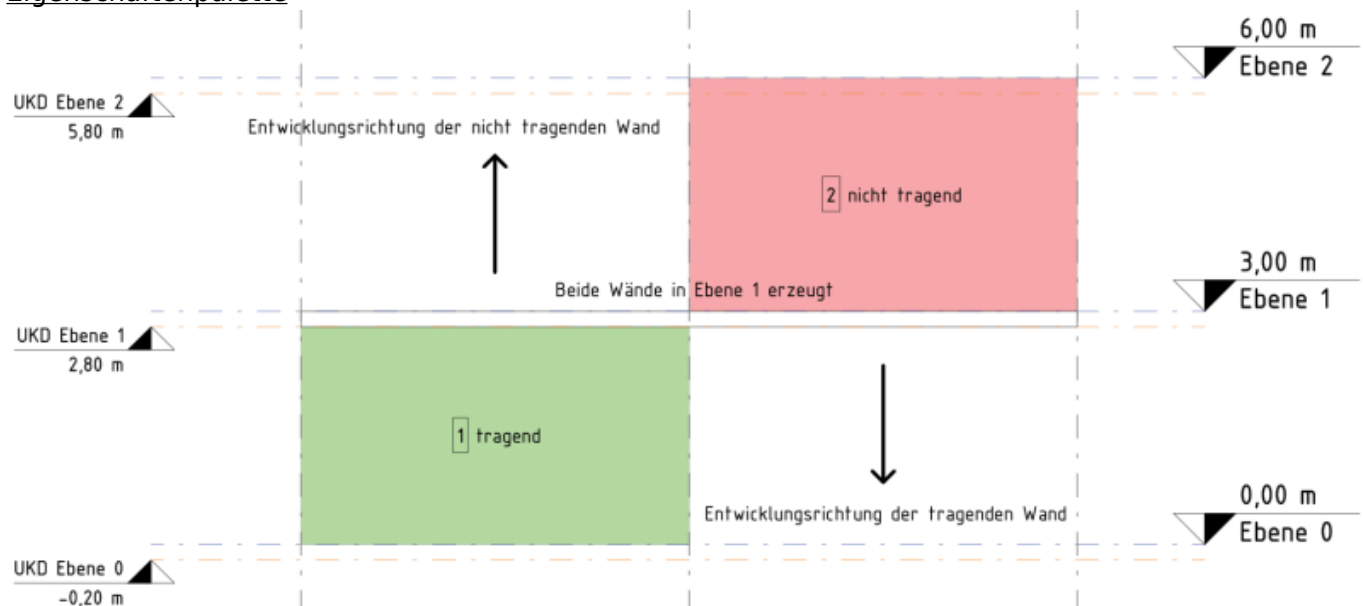 Eigenschaftenpalette
6,00 m
Ebene 2
UKD Ebene 2
5,80 m
Entwicklungsrichtung der nicht tragenden Wand
2 nicht tragend
3,00 m
Ebene 1
Beide Wände in Ebene 1 erzeugt
UKD Ebene 1
2,80 m
1 tragend
Entwicklungsrichtung der tragenden Wand
0,00 m
Ebene 0
UKD Ebene 0
-0,20 m